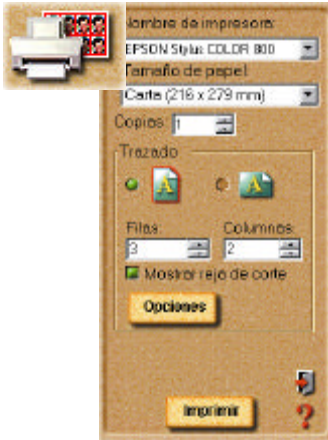 Nombre de impresora:
EPSON Stylus COLOR 800
Tamaño de papel:
Carta (216 x 279 mm)
Copias: 1
Trazado
A A
Filas: Columnas:
3 2
Mostrar reja de corte
Opciones
Imprimir
?